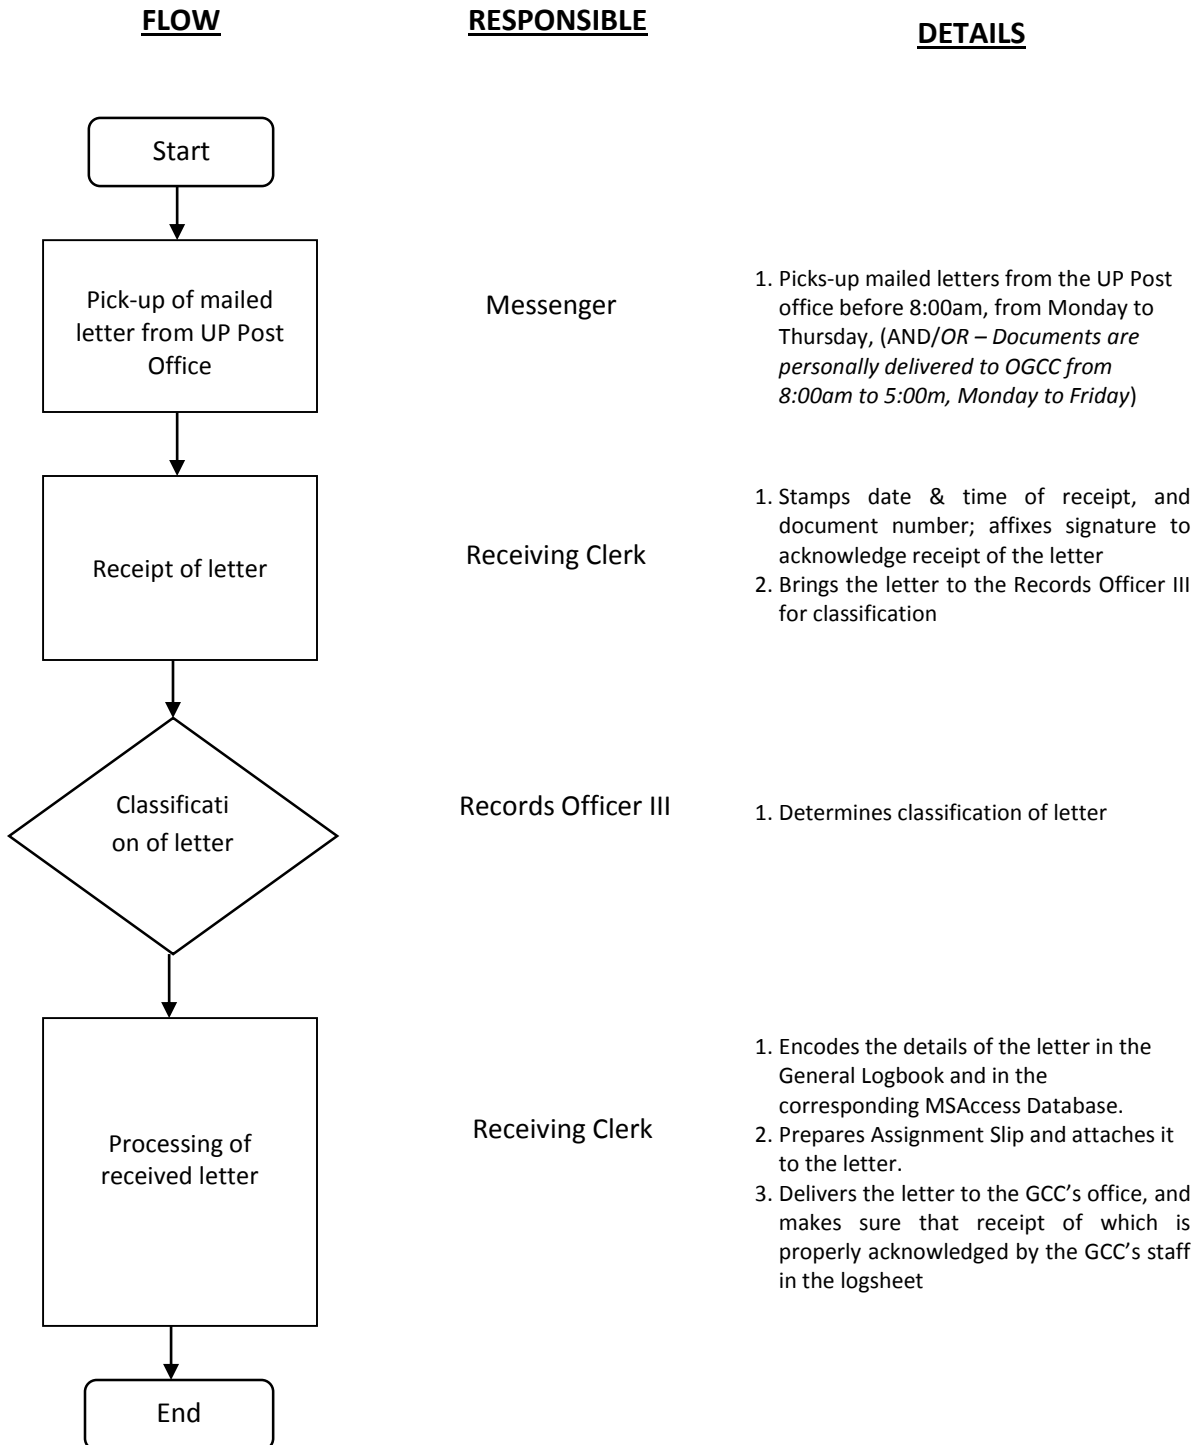 FLOW
RESPONSIBLE
DETAILS
Start
Pick-up of mailed
letter from UP Post
Office
Messenger
1. Picks-up mailed letters from the UP Post
office before 8:00am, from Monday to
Thursday, (AND/OR – Documents are
personally delivered to OGCC from
8:00am to 5:00m, Monday to Friday)
Receipt of letter
Receiving Clerk
1. Stamps date & time of receipt, and
document number; affixes signature to
acknowledge receipt of the letter
2. Brings the letter to the Records Officer III
for classification
Classificati
on of letter
Records Officer III
1. Determines classification of letter
Processing of
received letter
Receiving Clerk
1. Encodes the details of the letter in the
General Logbook and in the
corresponding MSAccess Database.
2. Prepares Assignment Slip and attaches it
to the letter.
3. Delivers the letter to the GCC’s office, and
makes sure that receipt of which is
properly acknowledged by the GCC’s staff
in the logsheet
End